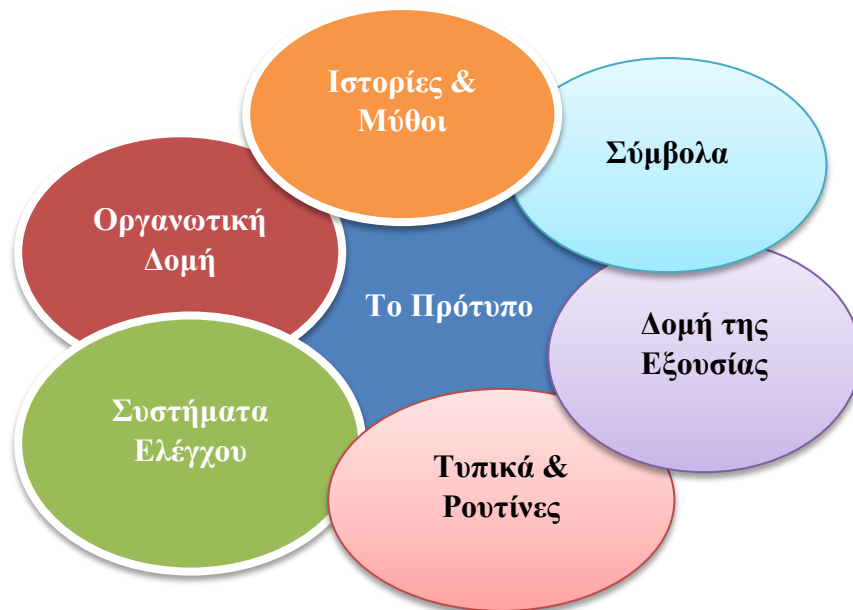 Ιστορίες &
Μύθοι
Σύμβολα
Οργανωτική
Δομή
Το Πρότυπο
Δομή της
Εξουσίας
Συστήματα
Ελέγχου
Τυπικά &
Ρουτίνες